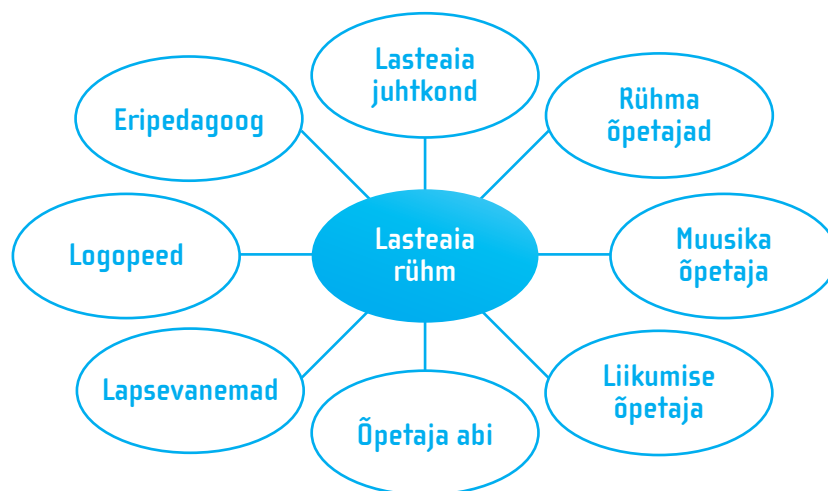 Lasteaia
juhtkond
Eripedagoog
Rühma
õpetajad
Logopeed
Lasteaia
rühm
Muusika
õpetaja
Lapsevanemad
Õpetaja abi
Liikumise
õpetaja